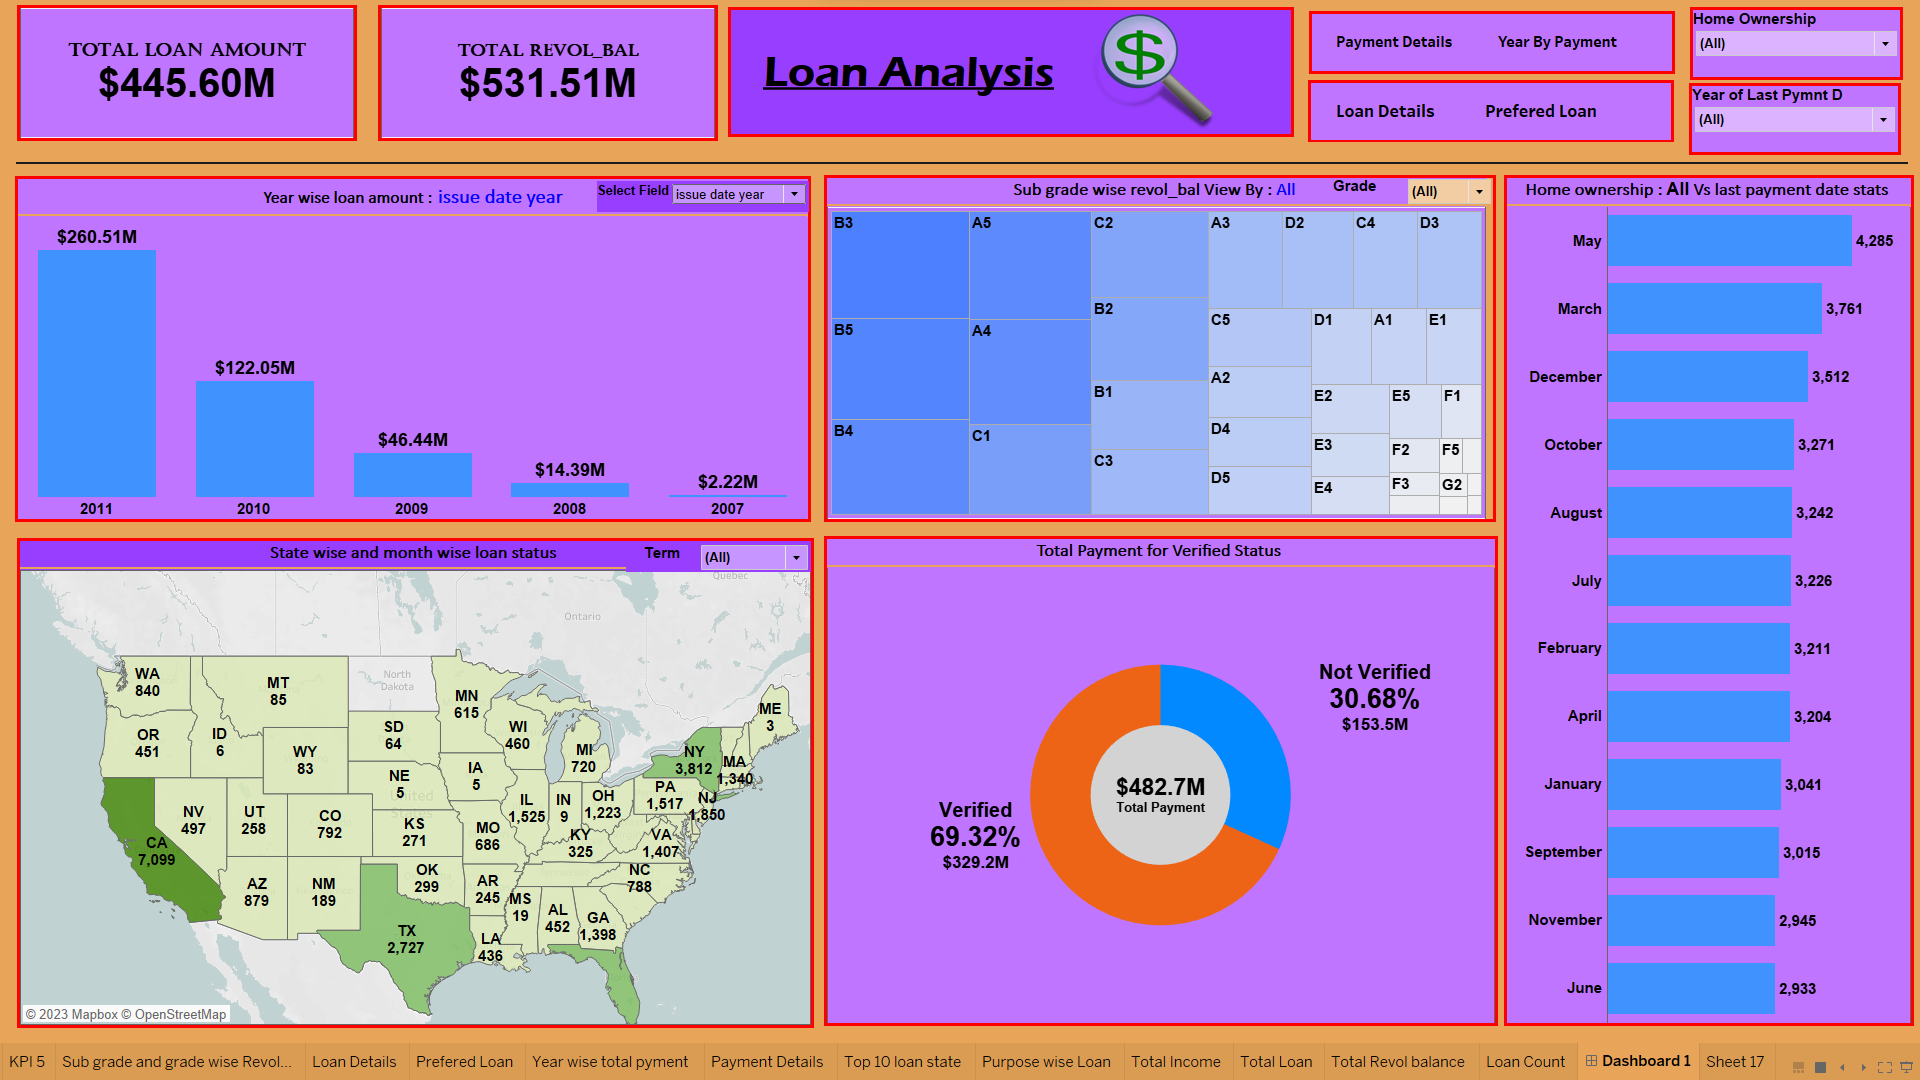 TOTAL LOAN AMOUNT
$445.60M
TOTAL REVOL_BAL
$531.51M
Loan Analysis
$
Payment Details
Year By Payment
Loan Details
Prefered Loan
Home Ownership
(All)
Year of Last Pymnt D
(All)
Year wise loan amount : issue date year
Select Field
issue date year
$260.51M
$122.05M
$46.44M
$14.39M
$2.22M
2011
2010
2009
2008
2007
Sub grade wise revol_bal View By : All
Grade
(All)
B3
A5
C2
A3
D2
C4
D3
B2
C5
D1
A1
E1
B5
A4
A2
B1
E2
E5
F1
B4
C1
D4
E3
F2
F5
C3
D5
E4
F3
G2
Home ownership : All Vs last payment date stats
May
4,285
March
3,761
December
3,512
October
3,271
August
3,242
July
3,226
February
3,211
April
3,204
January
3,041
September
3,015
November
2,945
June
2,933
State wise and month wise loan status
Term
(All)
Quebec
Ontario
North
Dakota
United
WA
840
MT
85
MN
615
ME
3
OR
451
ID
6
WY
83
SD
64
WI
460
MI
720
NY
3,812
MA
1,340
NE
5
IA
5
PA
1,517
NJ
1,850
NV
497
UT
258
CO
792
KS
271
MO
686
IL
1,525
IN
9
OH
1,223
KY
325
VA
1,407
CA
7,099
AZ
879
NM
189
OK
299
AR
245
NC
788
MS
19
AL
452
GA
1,398
TX
2,727
LA
436
© 2023 Mapbox © OpenStreetMap
Total Payment for Verified Status
Not Verified
30.68%
$153.5M
$482.7M
Total Payment
Verified
69.32%
$329.2M
KPI 5
Sub grade and grade wise Revol...
Loan Details
Prefered Loan
Year wise total pyment
Payment Details
Top 10 loan state
Purpose wise Loan
Total Income
Total Loan
Total Revol balance
Loan Count
Dashboard 1
Sheet 17